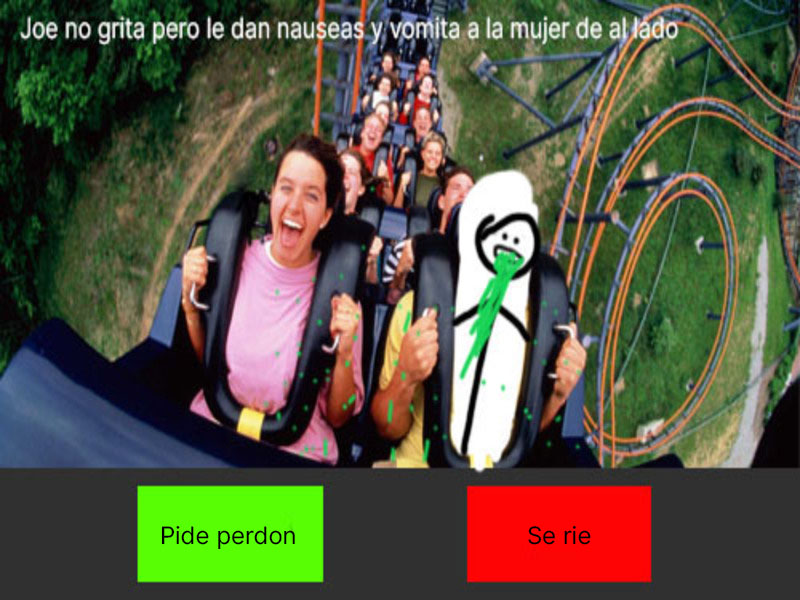 Joe no grita pero le dan nauseas y vomita a la mujer de al lado
Pide perdon
Se rie